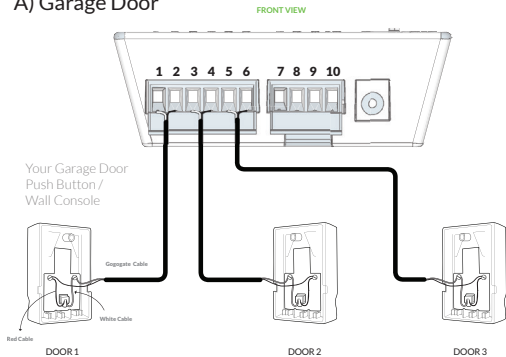 A) Garage Door
FRONT VIEW
1 2 3 4 5 6 7 8 9 10
Your Garage Door
Push Button /
Wall Console
Gogogate Cable
White Cable
Red Cable
DOOR 1 DOOR 2 DOOR 3